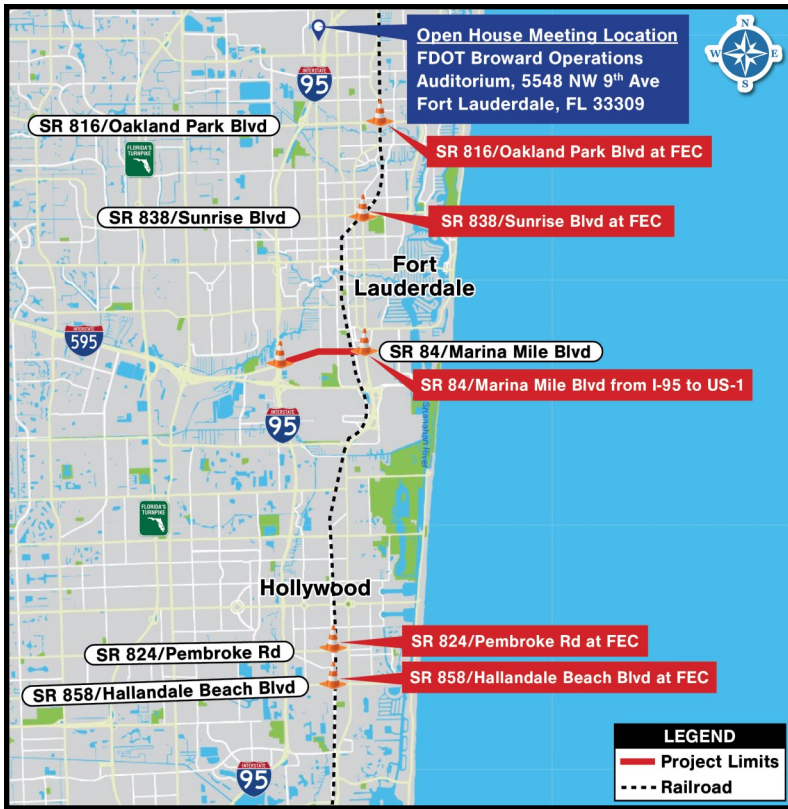 Open House Meeting Location
FDOT Broward Operations
Auditorium, 5548 NW 9th Ave
Fort Lauderdale, FL 33309
N
W
E
S
INTERSTATE
95
SR 816/Oakland Park Blvd
FLORIDA'S
TURNPIKE
SR 816/Oakland Park Blvd at FEC
SR 838/Sunrise Blvd
SR 838/Sunrise Blvd at FEC
Fort
Lauderdale
INTERSTATE
595
SR 84/Marina Mile Blvd
SR 84/Marina Mile Blvd from I-95 to US-1
INTERSTATE
95
FLORIDA'S
TURNPIKE
Hollywood
SR 824/Pembroke Rd
SR 824/Pembroke Rd at FEC
SR 858/Hallandale Beach Blvd
SR 858/Hallandale Beach Blvd at FEC
INTERSTATE
95
LEGEND
Project Limits
Railroad